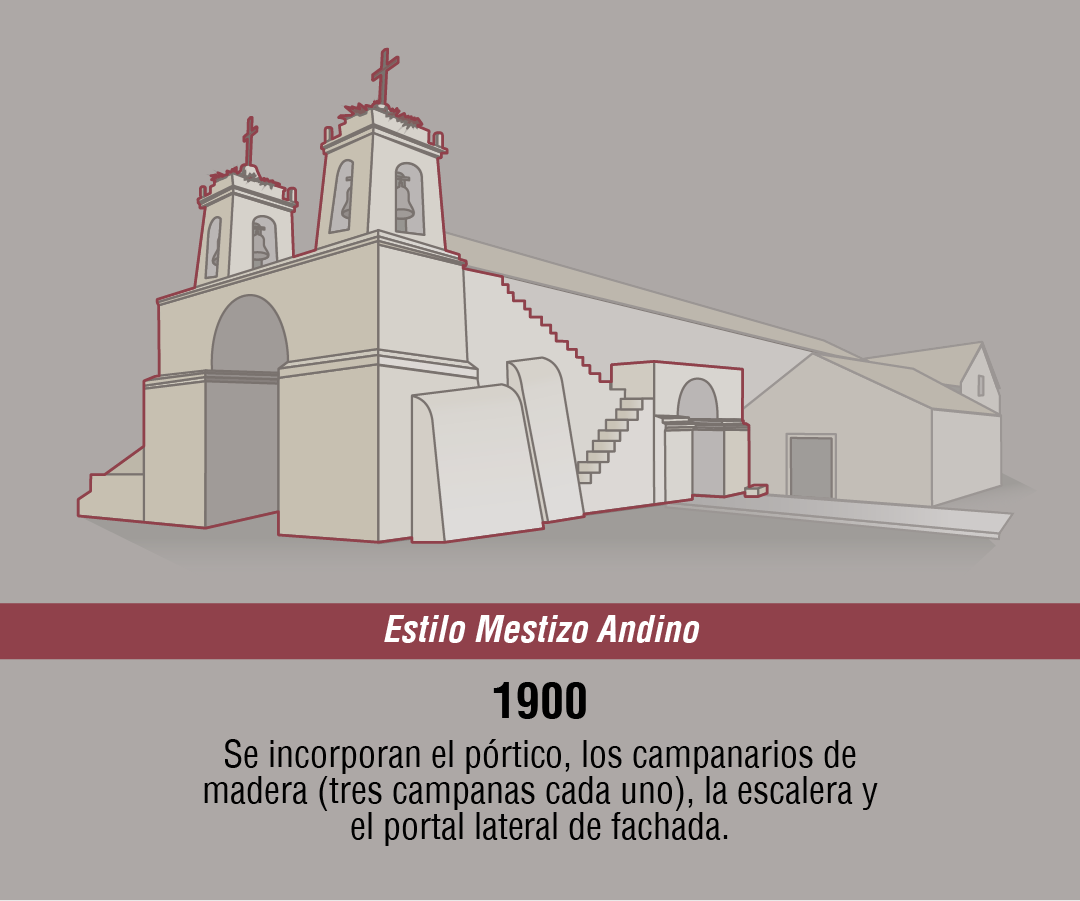 Estilo Mestizo Andino
1900
Se incorporan el pórtico, los campanarios de
madera (tres campanas cada uno), la escalera y
el portal lateral de fachada.